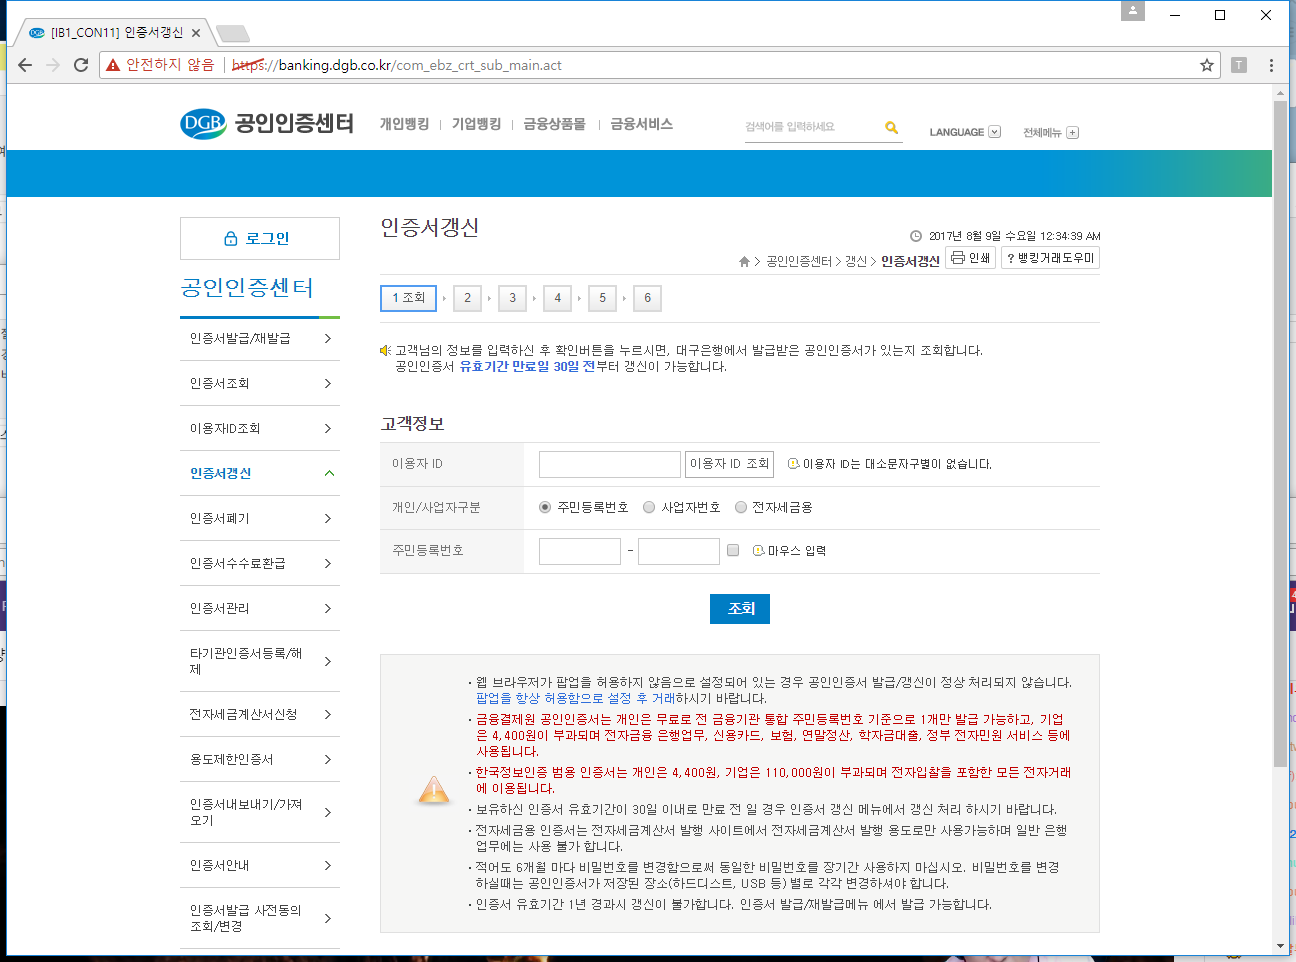 [IB1_CON11] 인증서갱신
안전하지 않음 https://banking.dgb.co.kr/com_ebz_crt_sub_main.act
T
DGB 공인인증센터 개인뱅킹 기업뱅킹 금융상품몰 금융서비스
검색어를 입력하세요 LANGUAGE 전체메뉴
로그인
공인인증센터
인증서발급/재발급
인증서조회
이용자ID조회
인증서갱신
인증서폐기
인증서수수료환급
인증서관리
타기관인증서등록/해
제
전자세금계산서신청
용도제한인증서
인증서내보내기/가져
오기
인증서안내
인증서발급 사전동의
조회/변경
인증서갱신
2017년 8월 9일 수요일 12:34:39 AM
공인인증센터 > 갱신 > 인증서갱신 인쇄 ? 뱅킹거래도우미
1 조회 2 3 4 5 6
고객님의 정보를 입력하신 후 확인버튼을 누르시면, 대구은행에서 발급받은 공인인증서가 있는지 조회합니다.
공인인증서 유효기간 만료일 30일 전부터 갱신이 가능합니다.
고객정보
이용자 ID 이용자 ID 조회 이용자 ID는 대소문자구별이 없습니다.
개인/사업자구분 주민등록번호 사업자번호 전자세금용
주민등록번호 - 마우스 입력
조회
· 웹 브라우저가 팝업을 허용하지 않음으로 설정되어 있는 경우 공인인증서 발급/갱신이 정상 처리되지 않습니다.
팝업을 항상 허용함으로 설정 후 거래하시기 바랍니다.
· 금융결제원 공인인증서는 개인은 무료로 전 금융기관 통합 주민등록번호 기준으로 1개만 발급 가능하고, 기업
은 4,400원이 부과되며 전자금융 은행업무, 신용카드, 보험, 연말정산, 학자금대출, 정부 전자민원 서비스 등에
사용됩니다.
· 한국정보인증 범용 인증서는 개인은 4,400원, 기업은 110,000원이 부과되며 전자입찰을 포함한 모든 전자거래
에 이용됩니다.
· 보유하신 인증서 유효기간이 30일 이내로 만료 전 일 경우 인증서 갱신 메뉴에서 갱신 처리 하시기 바랍니다.
· 전자세금용 인증서는 전자세금계산서 발행 사이트에서 전자세금계산서 발행 용도로만 사용가능하며 일반 은행
업무에는 사용 불가 합니다.
· 적어도 6개월 마다 비밀번호를 변경함으로써 동일한 비밀번호를 장기간 사용하지 마십시오. 비밀번호를 변경
하실때는 공인인증서가 저장된 장소(하드디스트, USB 등) 별로 각각 변경하셔야 합니다.
· 인증서 유효기간 1년 경과시 갱신이 불가합니다. 인증서 발급/재발급메뉴 에서 발급 가능합니다.